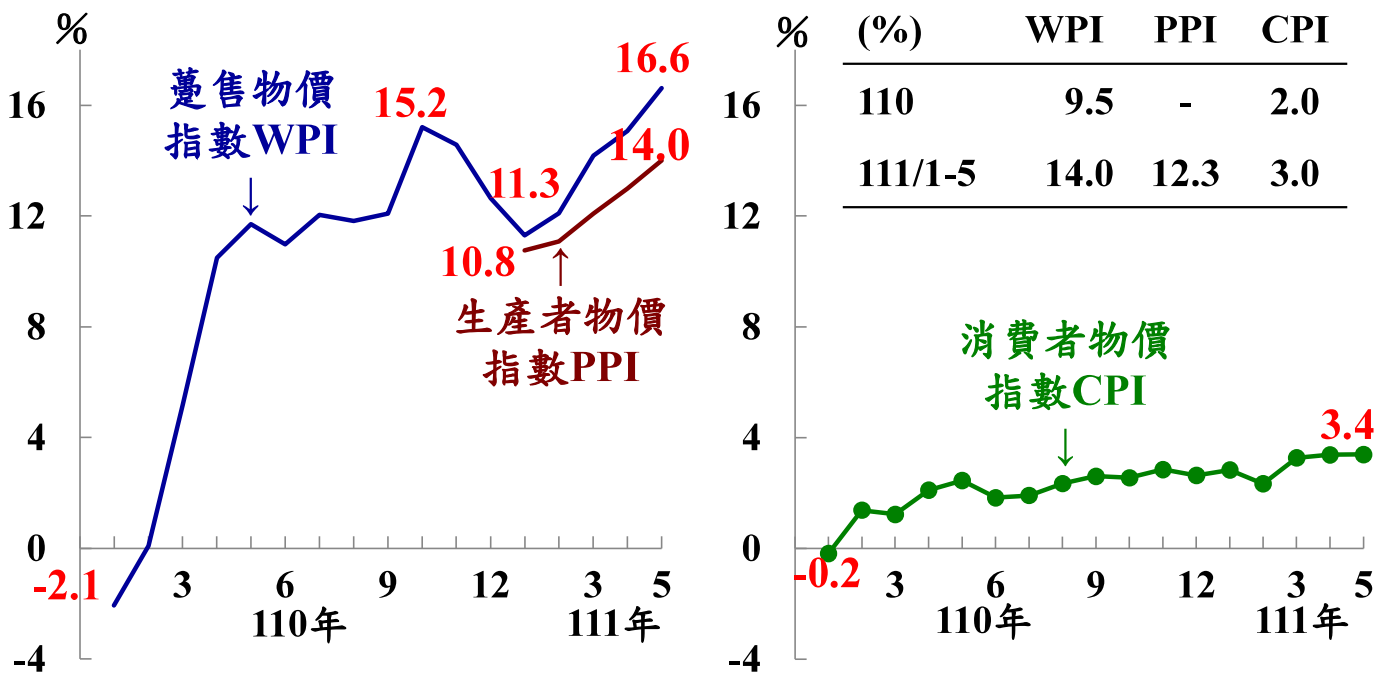 %
16
12
8
4
0
-4
躉售物價
指數WPI
↓
15.2
16.6
14.0
11.3
10.8
↑
生產者物價
指數PPI
-2.1
3 6 9 12 3 5
110年 111年
%
16
12
8
4
0
-4
(%) WPI PPI CPI
110 9.5 - 2.0
111/1-5 14.0 12.3 3.0
消費者物價
指數CPI
↓
3.4
-0.2
3 6 9 12 3 5
110年 111年